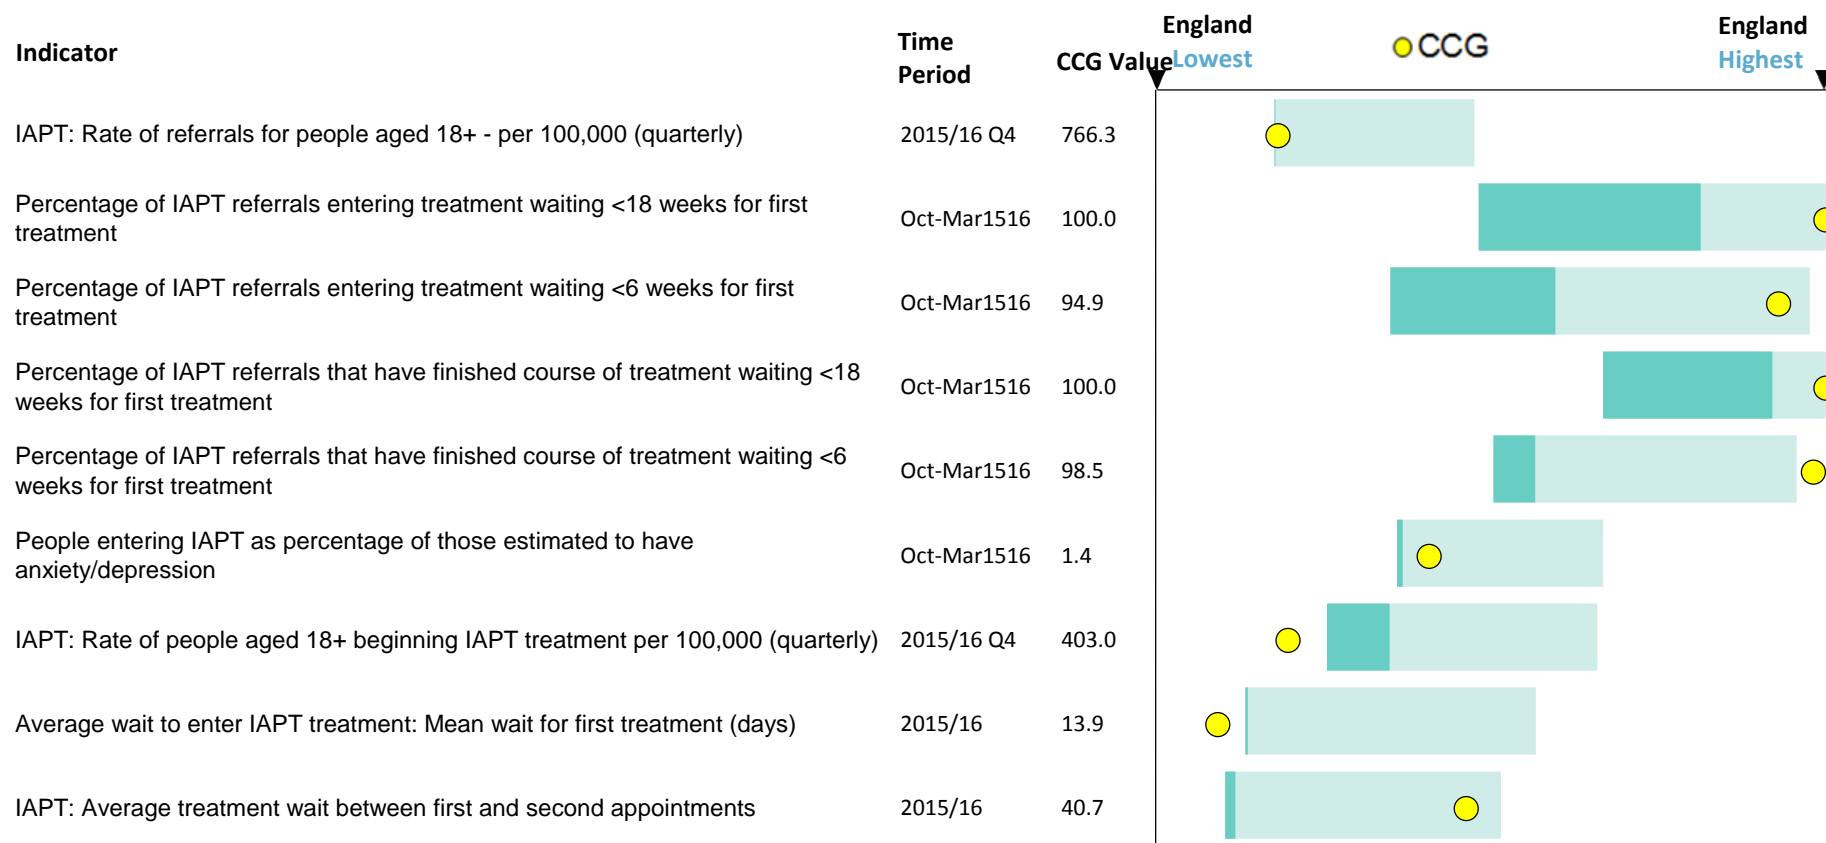 Indicator
Time
Period
CCG Value
England
Lowest
CCG
England
Highest
IAPT: Rate of referrals for people aged 18+ - per 100,000 (quarterly) 2015/16 Q4 766.3
Percentage of IAPT referrals entering treatment waiting <18 weeks for first
treatment
Oct-Mar1516 100.0
Percentage of IAPT referrals entering treatment waiting <6 weeks for first
treatment
Oct-Mar1516 94.9
Percentage of IAPT referrals that have finished course of treatment waiting <18
weeks for first treatment
Oct-Mar1516 100.0
Percentage of IAPT referrals that have finished course of treatment waiting <6
weeks for first treatment
Oct-Mar1516 98.5
People entering IAPT as percentage of those estimated to have
anxiety/depression
Oct-Mar1516 1.4
IAPT: Rate of people aged 18+ beginning IAPT treatment per 100,000 (quarterly) 2015/16 Q4 403.0
Average wait to enter IAPT treatment: Mean wait for first treatment (days) 2015/16 13.9
IAPT: Average treatment wait between first and second appointments 2015/16 40.7